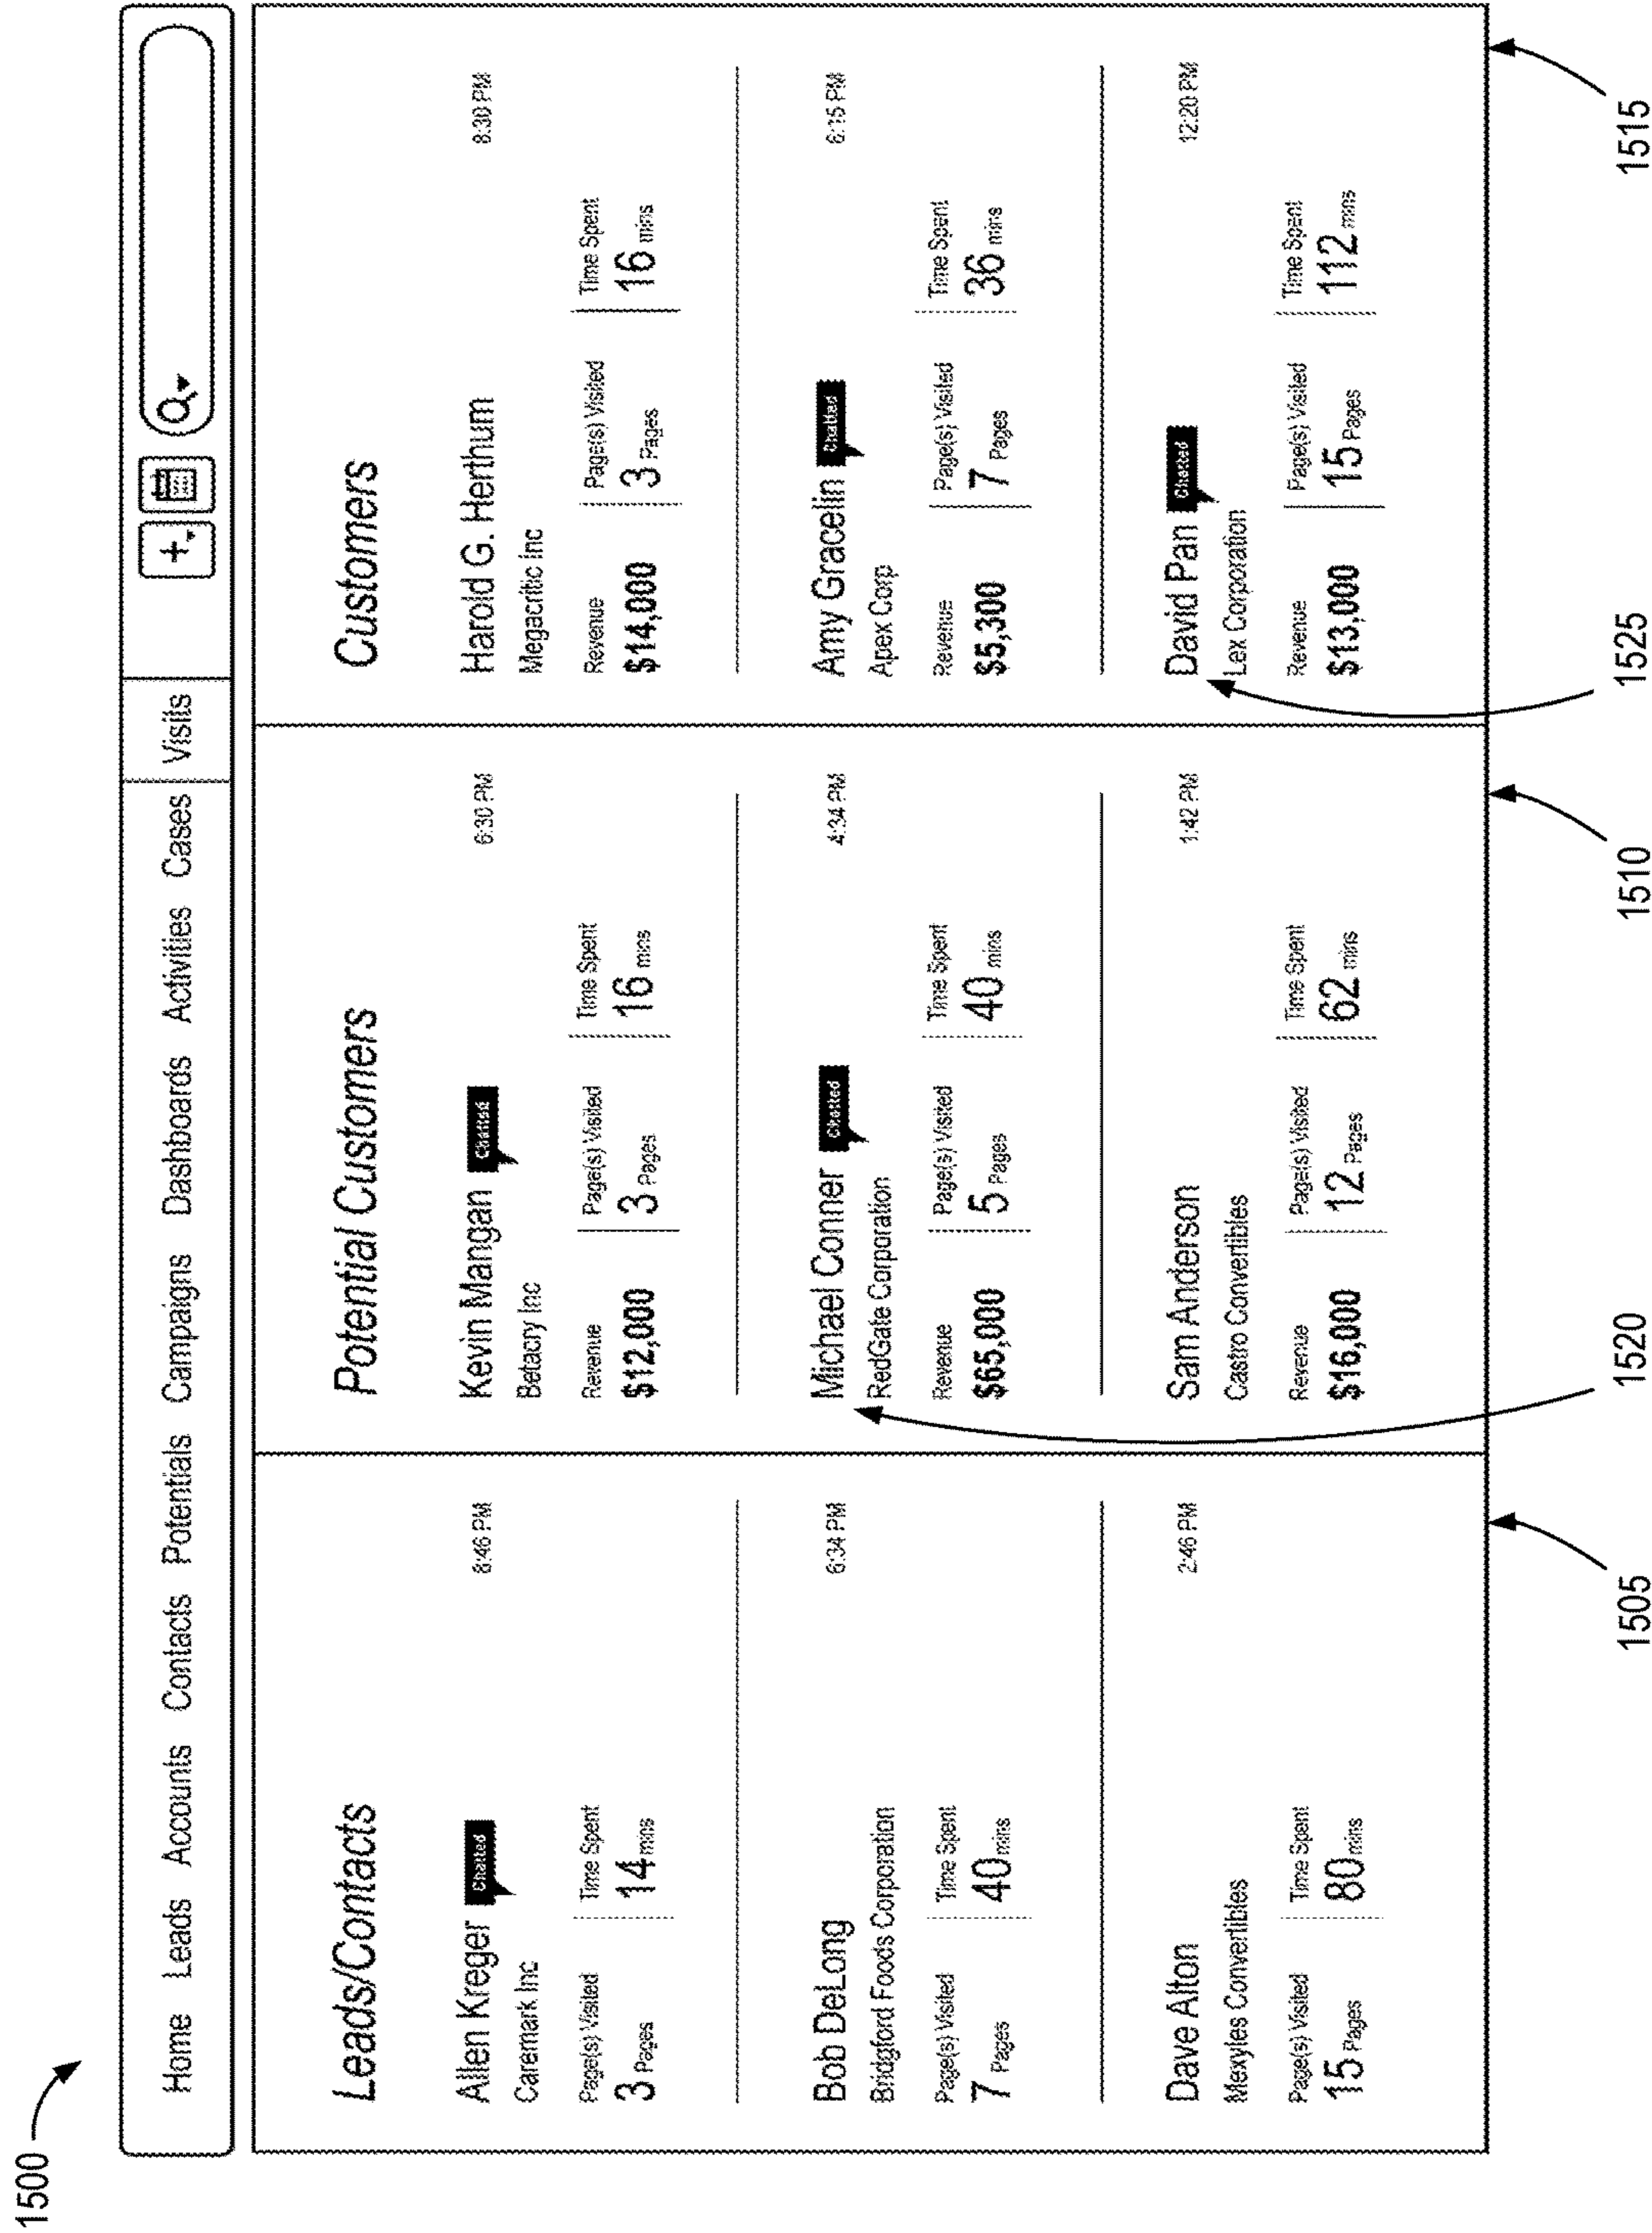 1500
Home Leads Accounts Contacts Potentials Campaigns Dashboards Activities Cases Visits
Leads/Contacts
Allen Kreger Chatted
8:46 PM
Caremark Inc
Page(s) Visited Time Spent
3 Pages 14 mins
Bob DeLong
6:34 PM
Bridgford Foods Corporation
Page(s) Visited Time Spent
7 Pages 40 mins
Dave Alton
2:46 PM
Mexyles Convertibles
Page(s) Visited Time Spent
15 Pages 80 mins
Potential Customers
Kevin Mangan Chatted
6:30 PM
Betacry Inc
Revenue Page(s) Visited Time Spent
$12,000 3 Pages 16 mins
Michael Conner Chatted
4:34 PM
RedGate Corporation
Revenue Page(s) Visited Time Spent
$65,000 5 Pages 40 mins
Sam Anderson
1:42 PM
Castro Convertibles
Revenue Page(s) Visited Time Spent
$16,000 12 Pages 62 mins
Customers
Harold G. Herthum
8:30 PM
Megacritic Inc
Revenue Page(s) Visited Time Spent
$14,000 3 Pages 16 mins
Amy Gracelin Chatted
6:15 PM
Apex Corp
Revenue Page(s) Visited Time Spent
$5,300 7 Pages 36 mins
David Pan Chatted
12:20 PM
Lex Corporation
Revenue Page(s) Visited Time Spent
$13,000 15 Pages 112 mins
1505
1520
1510
1525
1515